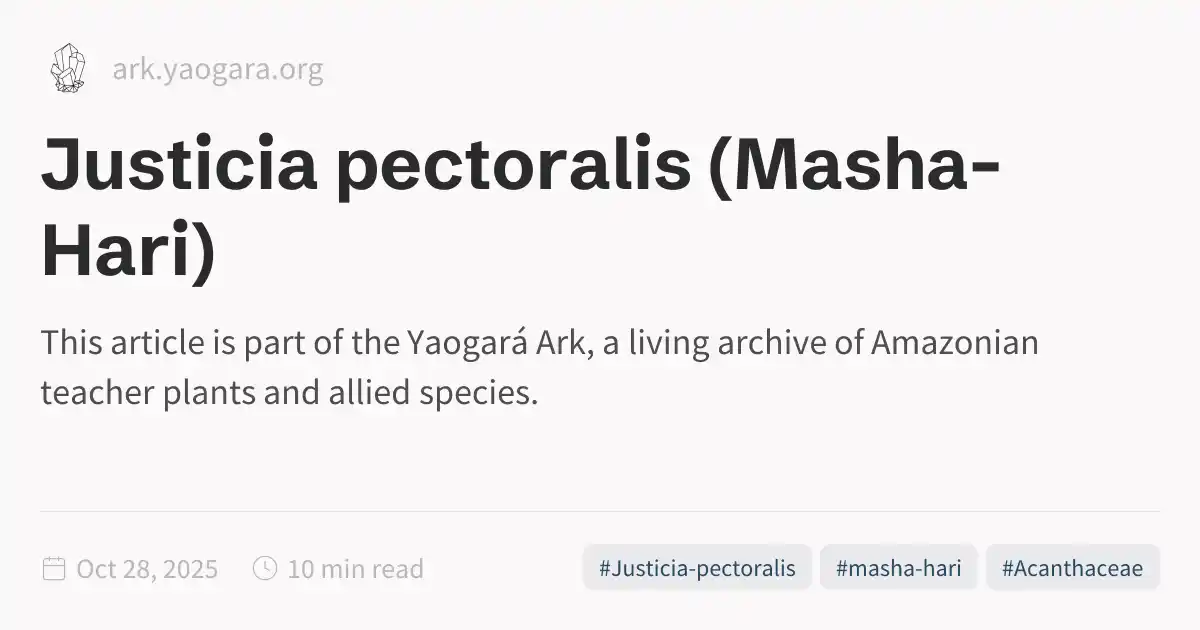 ark.yaogara.org
Justicia pectoralis (Masha-
Hari)
This article is part of the Yaogará Ark, a living archive of Amazonian
teacher plants and allied species.
Oct 28, 2025 10 min read #Justicia-pectoralis #masha-hari #Acanthaceae